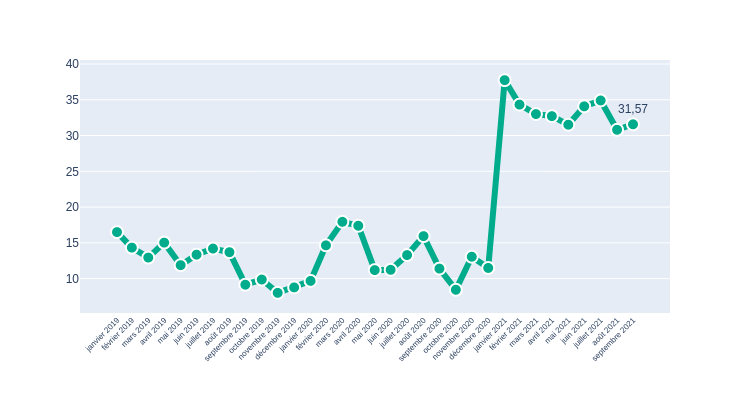 40
35
30
25
20
15
10
31,57
janvier 2019
février 2019
mars 2019
avril 2019
mai 2019
juin 2019
juillet 2019
août 2019
septembre 2019
octobre 2019
novembre 2019
décembre 2019
janvier 2020
février 2020
mars 2020
avril 2020
mai 2020
juin 2020
juillet 2020
août 2020
septembre 2020
octobre 2020
novembre 2020
décembre 2020
janvier 2021
février 2021
mars 2021
avril 2021
mai 2021
juin 2021
juillet 2021
août 2021
septembre 2021